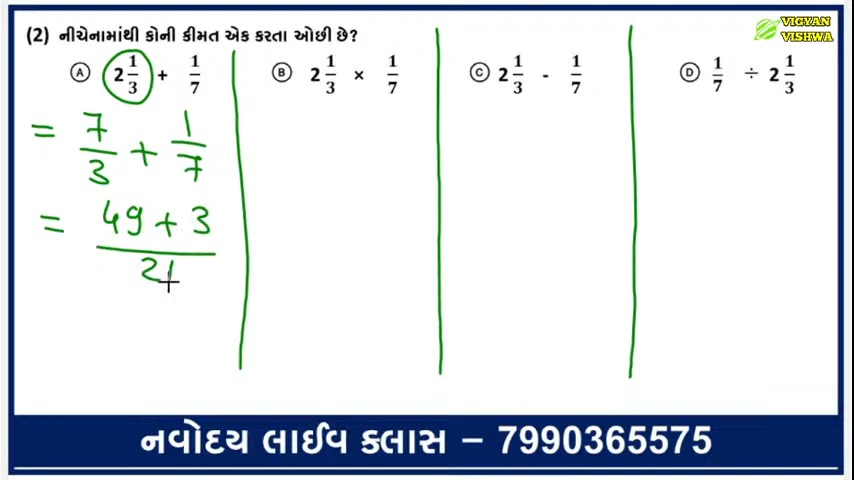 VIGYAN
VISHWA
(2) નીચેનામાંથી કોની કીમત એક કરતા ઓછી છે?
A 2 1/3 + 1/7
B 2 1/3 × 1/7
C 2 1/3 - 1/7
D 1/7 ÷ 2 1/3
= 7/3 + 1/7
= 49 + 3 / 21
નવોદય લાઈવ ક્લાસ – 7990365575